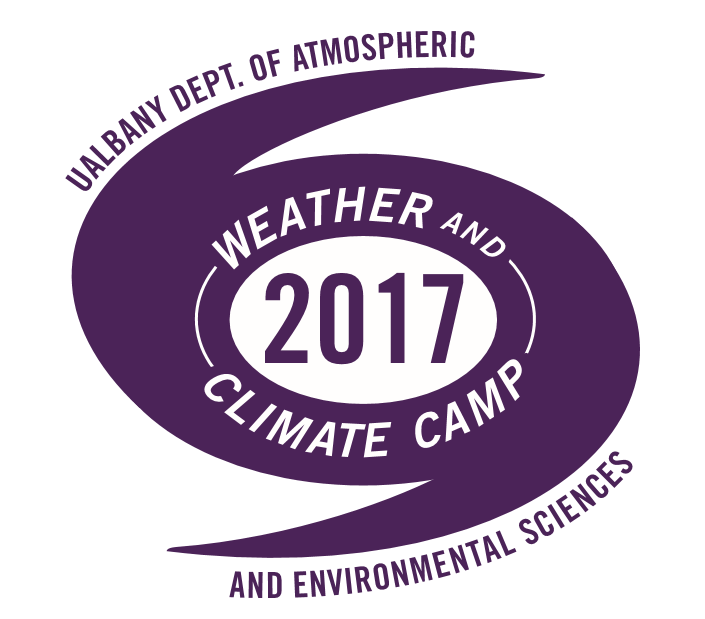 UALBANY DEPT. OF ATMOSPHERIC
WEATHER AND
2017
CLIMATE CAMP
AND ENVIRONMENTAL SCIENCES